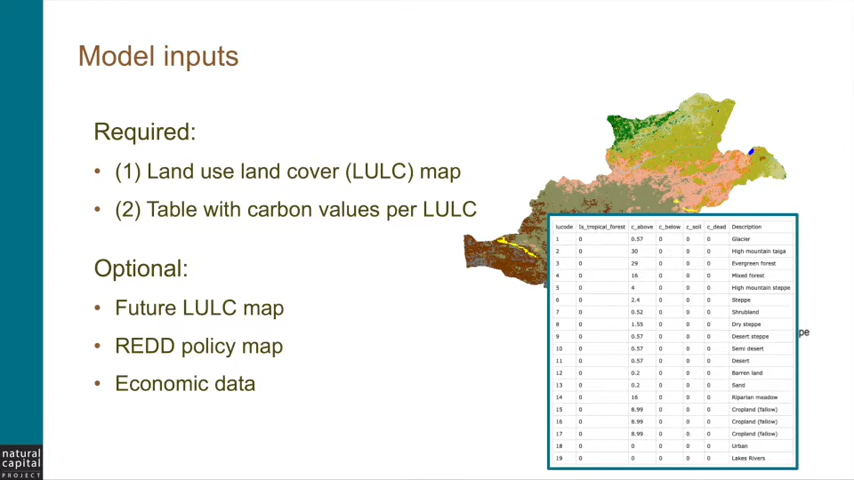 Model inputs
Required:
• (1) Land use land cover (LULC) map
• (2) Table with carbon values per LULC
Optional:
• Future LULC map
• REDD policy map
• Economic data
lucode Is_tropical_forest c_above c_below c_soil c_dead Description
1 0 0.57 0 0 0 Glacier
2 0 30 0 0 0 High mountain taiga
3 0 29 0 0 0 Evergreen forest
4 0 16 0 0 0 Mixed forest
5 0 4 0 0 0 High mountain steppe
6 0 2.4 0 0 0 Steppe
7 0 0.52 0 0 0 Shrubland
8 0 1.55 0 0 0 Dry steppe
9 0 0.57 0 0 0 Desert steppe
10 0 0.57 0 0 0 Semi desert
11 0 0.57 0 0 0 Desert
12 0 0.2 0 0 0 Barren land
13 0 0.2 0 0 0 Sand
14 0 16 0 0 0 Riparian meadow
15 0 8.99 0 0 0 Cropland (fallow)
16 0 8.99 0 0 0 Cropland (fallow)
17 0 8.99 0 0 0 Cropland (fallow)
18 0 0 0 0 0 Urban
19 0 0 0 0 0 Lakes Rivers
pe
natural
capital
PROJECT